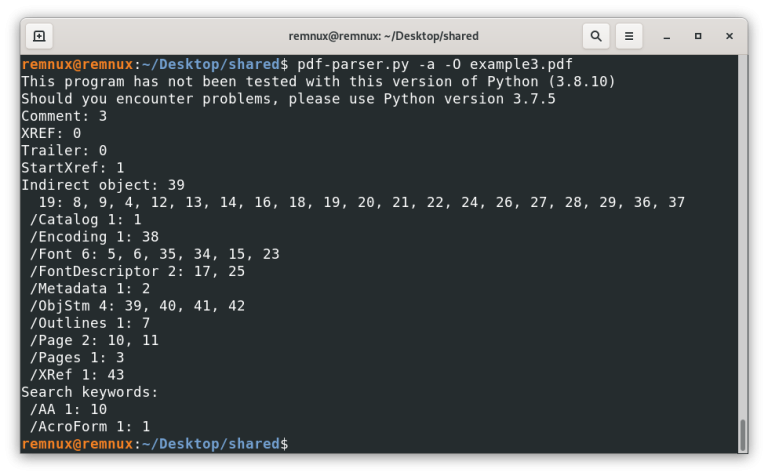 remnux@remnux: ~/Desktop/shared
remnux@remnux:~/Desktop/shared$ pdf-parser.py -a -O example3.pdf
This program has not been tested with this version of Python (3.8.10)
Should you encounter problems, please use Python version 3.7.5
Comment: 3
XREF: 0
Trailer: 0
StartXref: 1
Indirect object: 39
  19: 8, 9, 4, 12, 13, 14, 16, 18, 19, 20, 21, 22, 24, 26, 27, 28, 29, 36, 37
 /Catalog 1: 1
 /Encoding 1: 38
 /Font 6: 5, 6, 35, 34, 15, 23
 /FontDescriptor 2: 17, 25
 /Metadata 1: 2
 /ObjStm 4: 39, 40, 41, 42
 /Outlines 1: 7
 /Page 2: 10, 11
 /Pages 1: 3
 /XRef 1: 43
Search keywords:
 /AA 1: 10
 /AcroForm 1: 1
remnux@remnux:~/Desktop/shared$